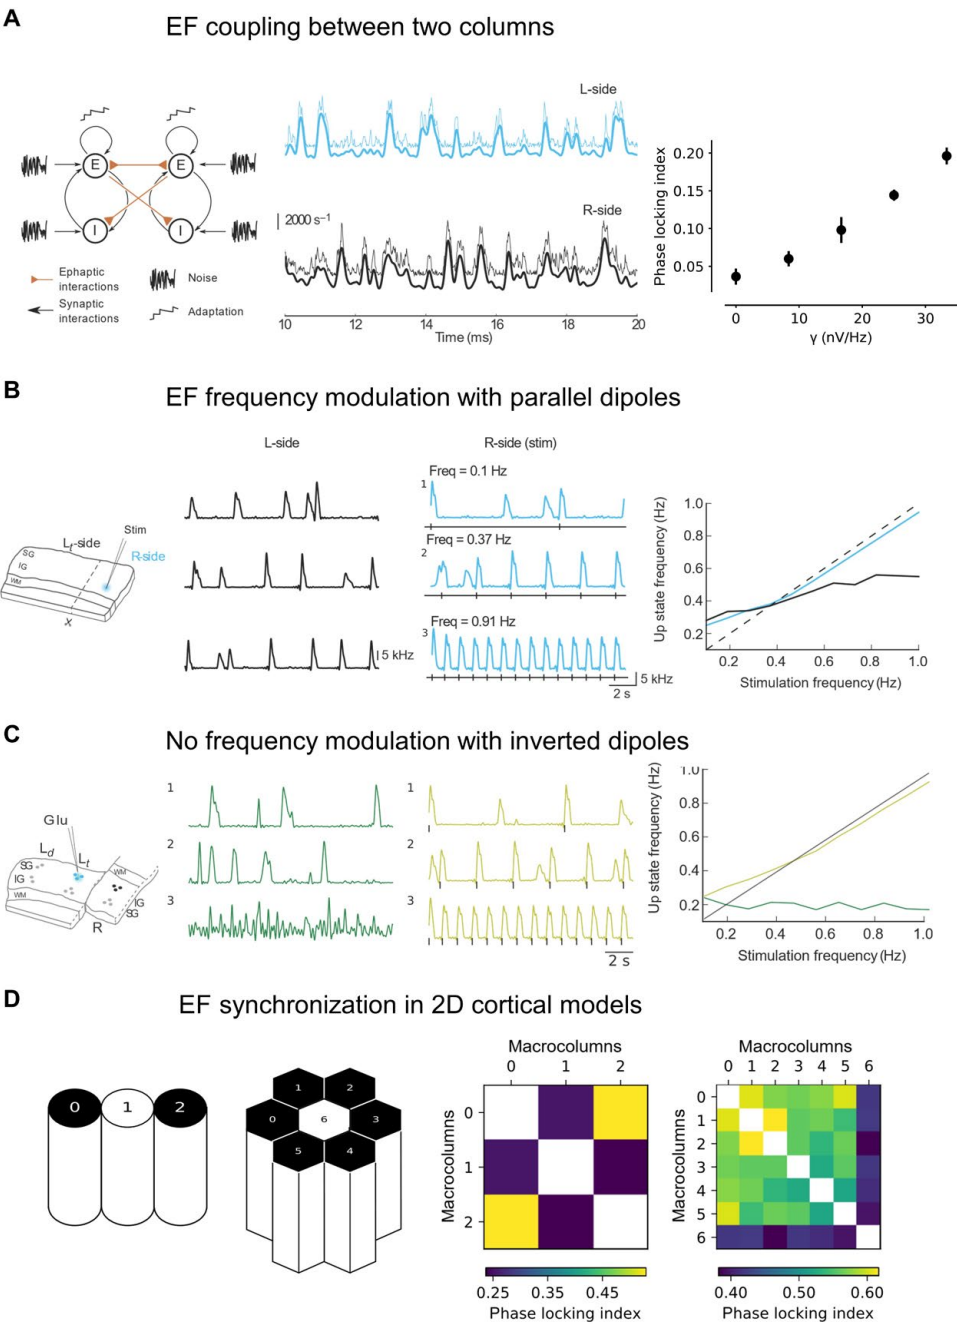 A
EF coupling between two columns
L-side
E
E
I
I
Ephaptic
interactions
Noise
Synaptic
interactions
Adaptation
2000 s⁻¹
R-side
10
12
14
16
18
20
Time (ms)
Phase locking index
0.20
0.15
0.10
0.05
0
10
20
30
γ (nV/Hz)
B
EF frequency modulation with parallel dipoles
L-side
R-side (stim)
Stim
Lt-side
R-side
SG
IG
WM
x
5 kHz
1
Freq = 0.1 Hz
2
Freq = 0.37 Hz
3
Freq = 0.91 Hz
5 kHz
2 s
Up state frequency (Hz)
1.0
0.8
0.6
0.4
0.2
0.2
0.4
0.6
0.8
1.0
Stimulation frequency (Hz)
C
No frequency modulation with inverted dipoles
Glu
Ld
Lt
SG
IG
WM
WM
IG
SG
R
1
2
3
1
2
3
2 s
Up state frequency (Hz)
1.0
0.8
0.6
0.4
0.2
0.2
0.4
0.6
0.8
1.0
Stimulation frequency (Hz)
D
EF synchronization in 2D cortical models
0 1 2
1 2
0 6 3
5 4
Macrocolumns
0 1 2
Macrocolumns
0
1
2
0.25 0.35 0.45
Phase locking index
Macrocolumns
0 1 2 3 4 5 6
Macrocolumns
0
1
2
3
4
5
6
0.40 0.50 0.60
Phase locking index